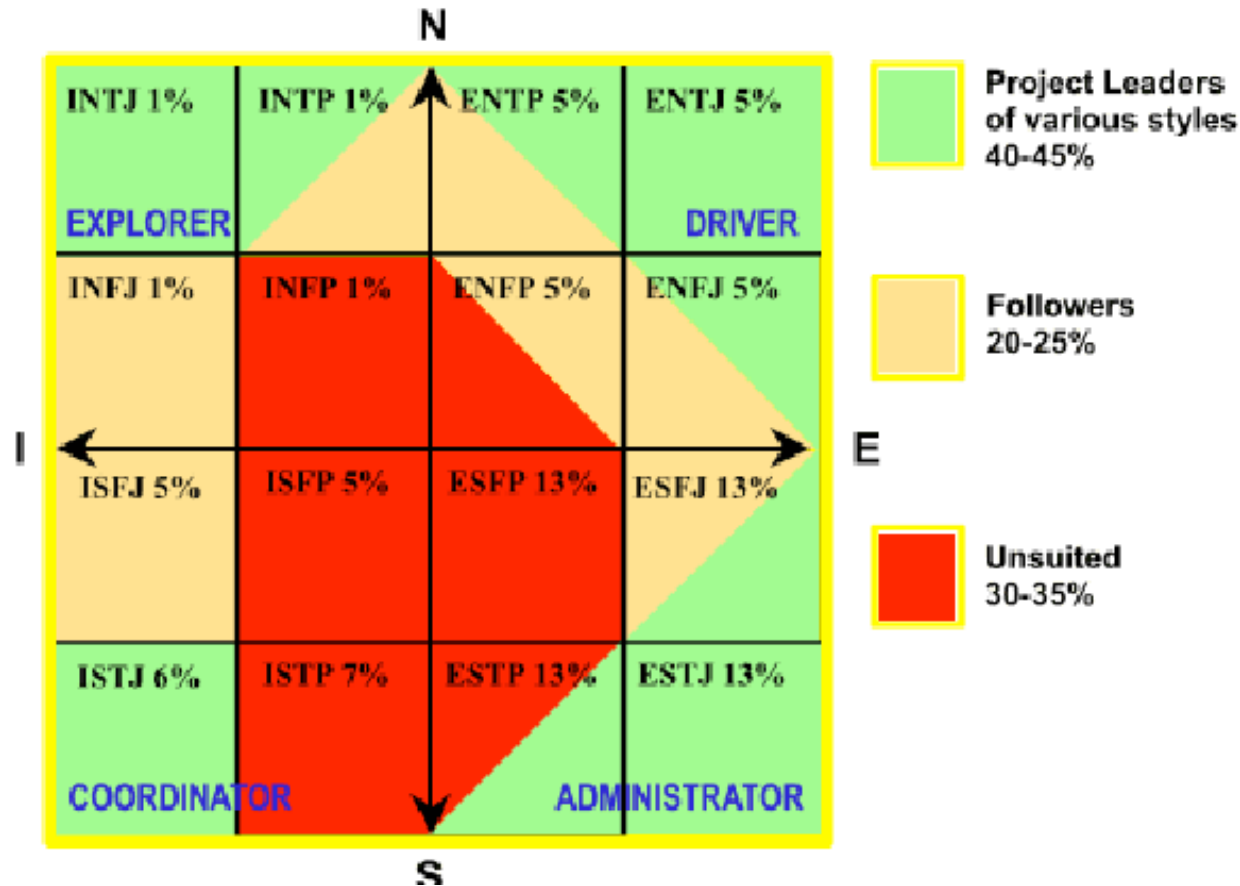 N
INTJ 1% INTP 1% ENTP 5% ENTJ 5%
EXPLORER DRIVER
INFJ 1% INFP 1% ENFP 5% ENFJ 5%
I E
ISFJ 5% ISFP 5% ESFP 13% ESFJ 13%
ISTJ 6% ISTP 7% ESTP 13% ESTJ 13%
COORDINATOR ADMINISTRATOR
S
Project Leaders
of various styles
40-45%
Followers
20-25%
Unsuited
30-35%